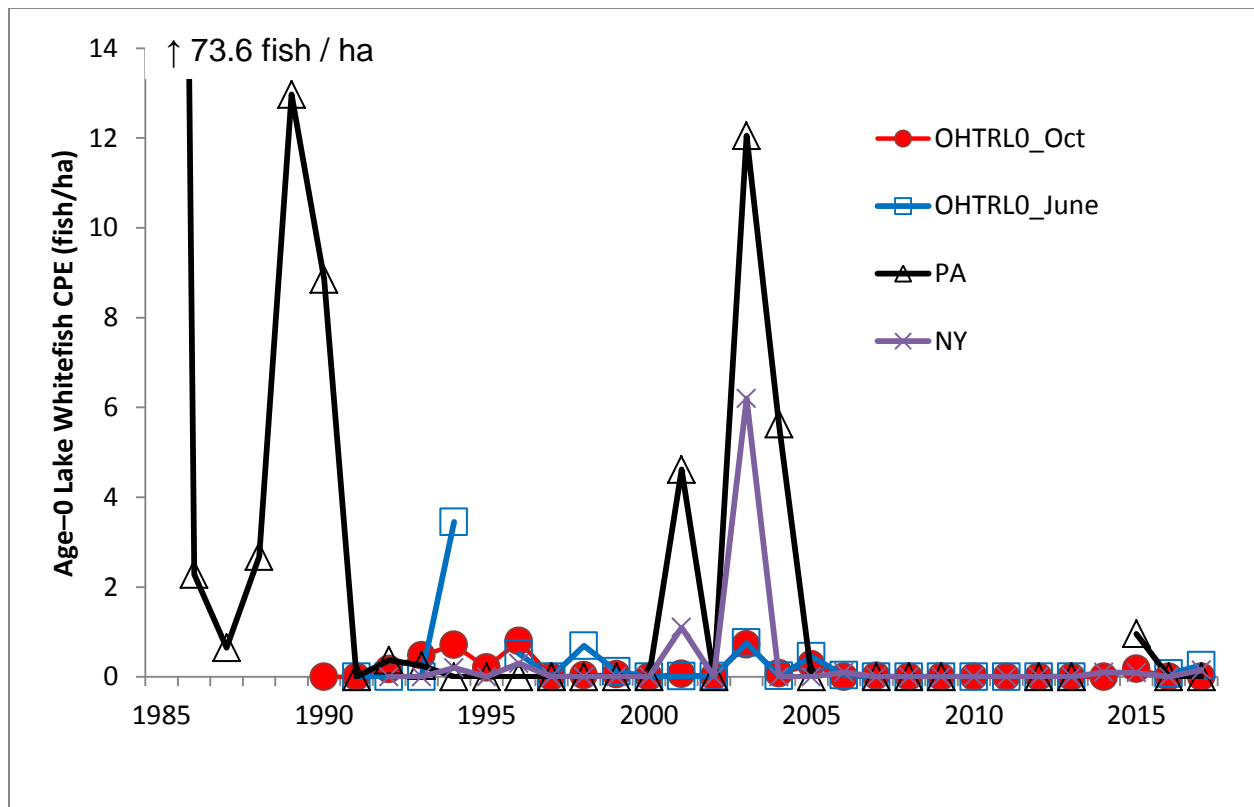 ↑ 73.6 fish / ha
14
12
10
8
6
4
2
0
Age–0 Lake Whitefish CPE (fish/ha)
OHTRL0_Oct
OHTRL0_June
PA
NY
1985 1990 1995 2000 2005 2010 2015